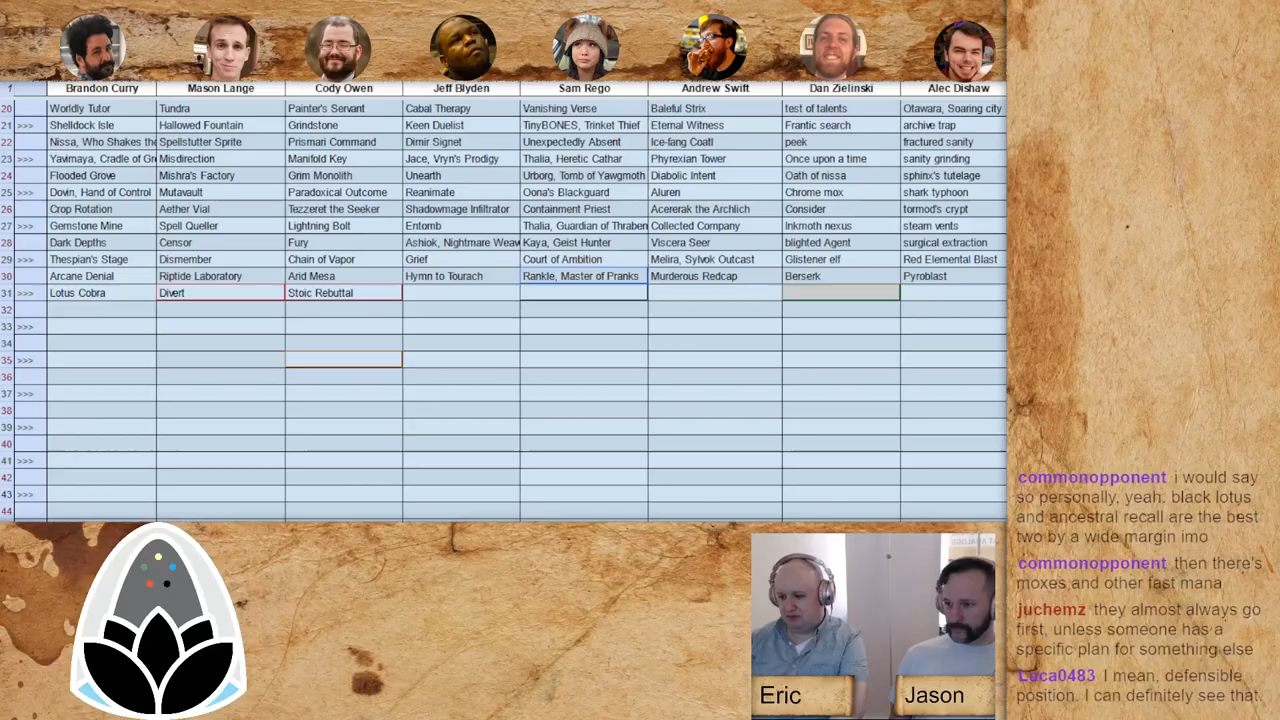 f Brandon Curry Mason Lange Cody Owen Jeff Blyden Sam Rego Andrew Swift Dan Zielinski Alec Dishaw
20 Worldly Tutor Tundra Painter's Servant Cabal Therapy Vanishing Verse Baleful Strix test of talents Otawara, Soaring city
21 >>> Shelldock Isle Hallowed Fountain Grindstone Keen Duelist TinyBONES, Trinket Thief Eternal Witness Frantic search archive trap
22 Nissa, Who Shakes the Spellstutter Sprite Prismari Command Dimir Signet Unexpectedly Absent Ice-fang Coatl peek fractured sanity
23 >>> Yavimaya, Cradle of Gr Misdirection Manifold Key Jace, Vryn's Prodigy Thalia, Heretic Cathar Phyrexian Tower Once upon a time sanity grinding
24 Flooded Grove Mishra's Factory Grim Monolith Unearth Urborg, Tomb of Yawgmoth Diabolic Intent Oath of nissa sphinx's tutelage
25 >>> Dovin, Hand of Control Mutavault Paradoxical Outcome Reanimate Oona's Blackguard Aluren Chrome mox shark typhoon
26 Crop Rotation Aether Vial Tezzeret the Seeker Shadowmage Infiltrator Containment Priest Acererak the Archlich Consider tormod's crypt
27 >>> Gemstone Mine Spell Queller Lightning Bolt Entomb Thalia, Guardian of Thraben Collected Company Inkmoth nexus steam vents
28 Dark Depths Censor Fury Ashiok, Nightmare Weav Kaya, Geist Hunter Viscera Seer blighted Agent surgical extraction
29 >>> Thespian's Stage Dismember Chain of Vapor Grief Court of Ambition Melira, Sylvok Outcast Glistener elf Red Elemental Blast
30 Arcane Denial Riptide Laboratory Arid Mesa Hymn to Tourach Rankle, Master of Pranks Murderous Redcap Berserk Pyroblast
31 >>> Lotus Cobra Divert Stoic Rebuttal
32
33 >>>
34
35 >>>
36
37 >>>
38
39 >>>
40
41 >>>
42
43 >>>
44
commonopponent i would say
so personally, yeah. black lotus
and ancestral recall are the best
two by a wide margin imo
commonopponent then there's
moxes and other fast mana
juchemz they almost always go
first, unless someone has a
specific plan for something else
Luca0483 I mean, defensible
position. I can definitely see that.
Eric
Jason